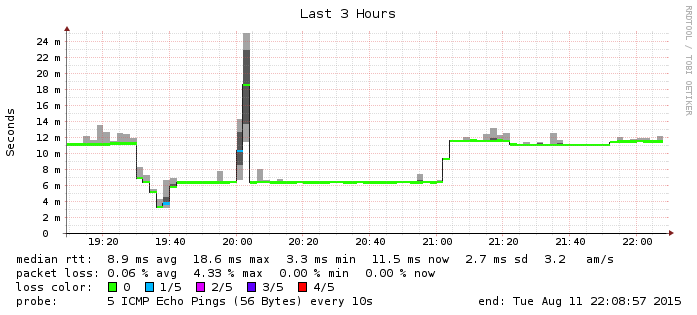 Last 3 Hours
RRDTOOL / TOBI OETIKER
Seconds
24 m
22 m
20 m
18 m
16 m
14 m
12 m
10 m
8 m
6 m
4 m
2 m
0
19:20 19:40 20:00 20:20 20:40 21:00 21:20 21:40 22:00
median rtt: 8.9 ms avg 18.6 ms max 3.3 ms min 11.5 ms now 2.7 ms sd 3.2 am/s
packet loss: 0.06 % avg 4.33 % max 0.00 % min 0.00 % now
loss color: 0 1/5 2/5 3/5 4/5
probe: 5 ICMP Echo Pings (56 Bytes) every 10s end: Tue Aug 11 22:08:57 2015